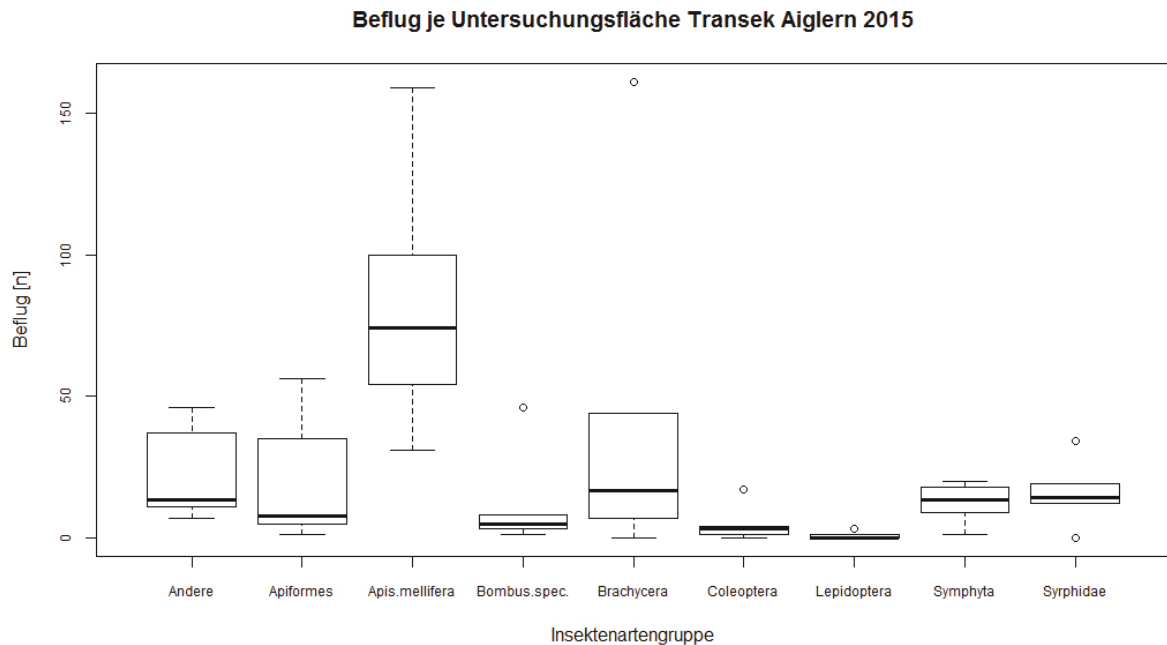 Beflug je Untersuchungsfläche Transek Aiglern 2015
Beflug [n]
150
100
50
0
Andere Apiformes Apis.mellifera Bombus.spec. Brachycera Coleoptera Lepidoptera Symphyta Syrphidae
Insektenartengruppe